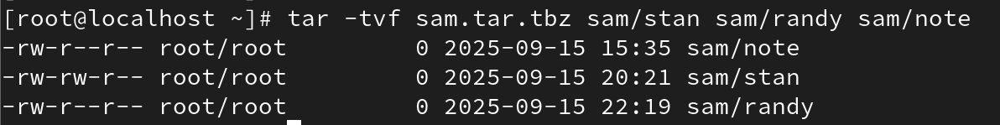 [root@localhost ~]# tar -tvf sam.tar.tbz sam/stan sam/randy sam/note
-rw-r--r-- root/root         0 2025-09-15 15:35 sam/note
-rw-rw-r-- root/root         0 2025-09-15 20:21 sam/stan
-rw-r--r-- root/root         0 2025-09-15 22:19 sam/randy